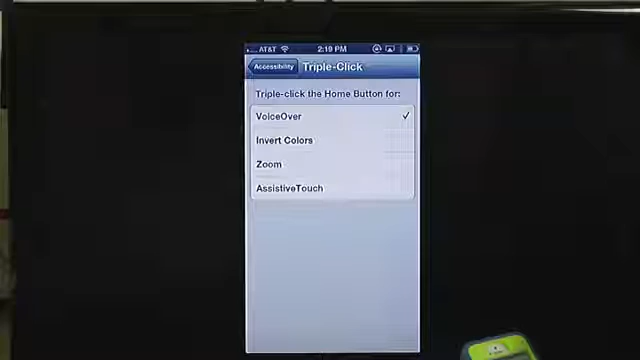 AT&T 2:19 PM
Accessibility Triple-Click
Triple-click the Home Button for:
VoiceOver
Invert Colors
Zoom
AssistiveTouch